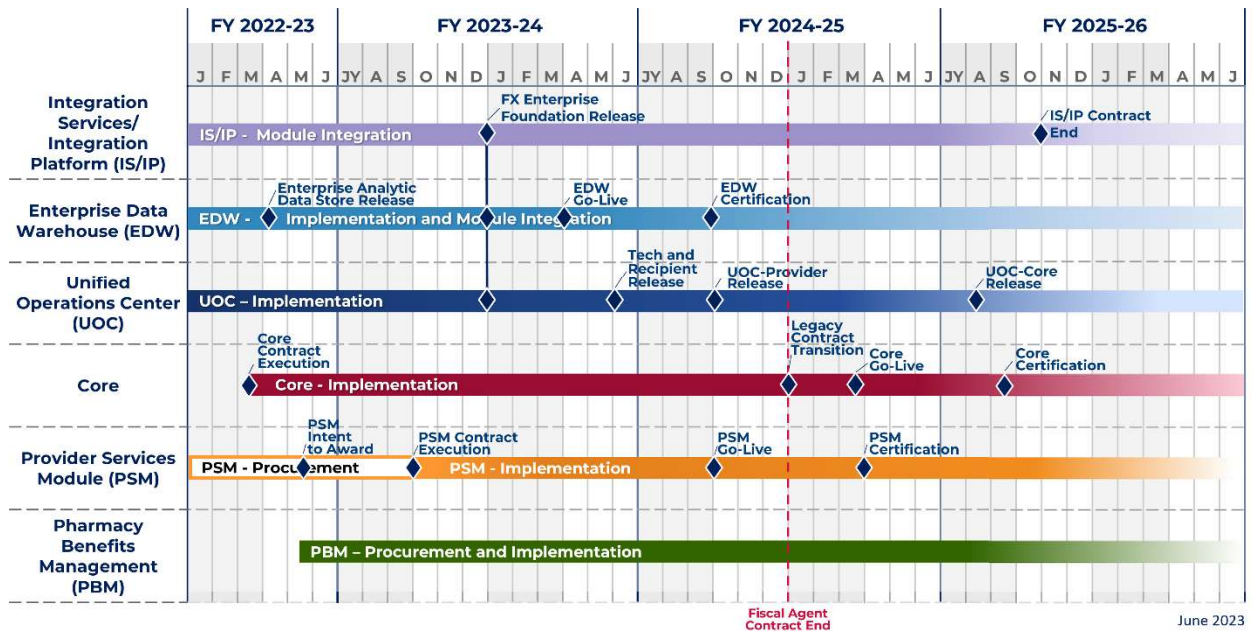 FY 2022-23 FY 2023-24 FY 2024-25 FY 2025-26
J F M A M J JY A S O N D J F M A M J JY A S O N D J F M A M J JY A S O N D J F M A M J
Integration
Services/
Integration
Platform (IS/IP)
FX Enterprise
Foundation Release
IS/IP - Module Integration
IS/IP Contract
End
Enterprise Data
Warehouse (EDW)
Enterprise Analytic
Data Store Release
EDW
Go-Live
EDW
Certification
EDW - Implementation and Module Integration
Unified
Operations Center
(UOC)
Tech and
Recipient
Release
UOC-Provider
Release
UOC-Core
Release
UOC – Implementation
Core
Core
Contract
Execution
Legacy
Contract
Transition
Core
Go-Live
Core
Certification
Core - Implementation
Provider Services
Module (PSM)
PSM
Intent
to Award
PSM Contract
Execution
PSM
Go-Live
PSM
Certification
PSM - Procurement
PSM - Implementation
Pharmacy
Benefits
Management
(PBM)
PBM – Procurement and Implementation
Fiscal Agent
Contract End
June 2023